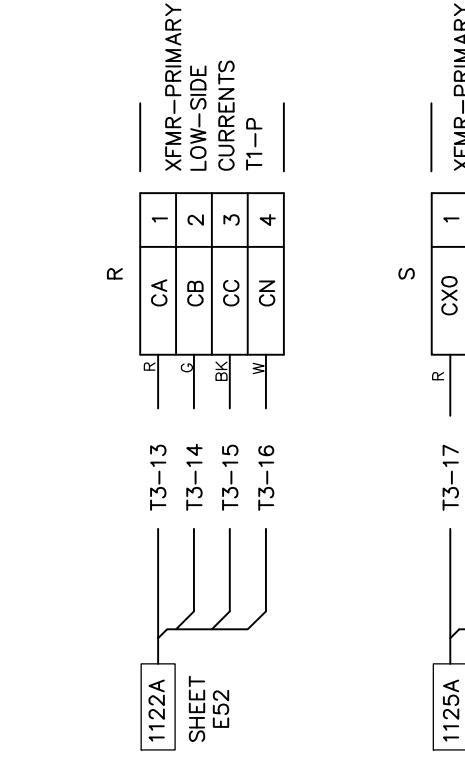 XFMR-PRIMARY
LOW-SIDE
CURRENTS
T1-P
R
1
2
3
4
CA
CB
CC
CN
R
G
BK
W
T3-13
T3-14
T3-15
T3-16
1122A
SHEET
E52
XFMR-PRIMARY
S
1
CX0
R
T3-17
1125A